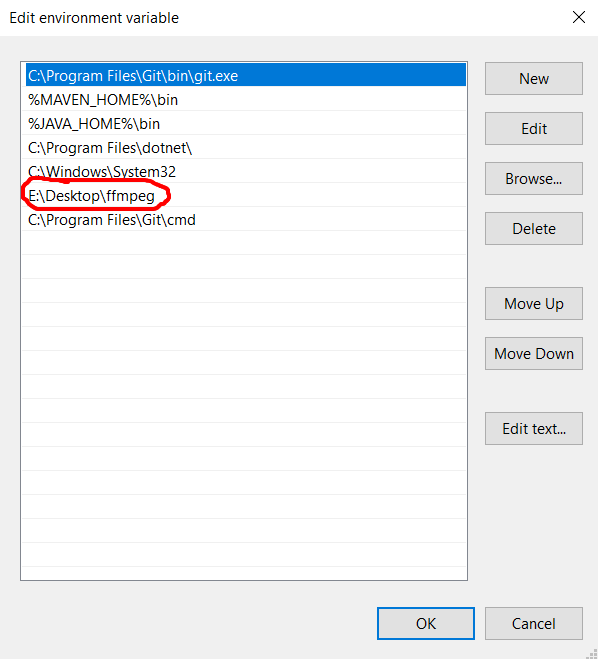 Edit environment variable
C:\Program Files\Git\bin\git.exe
%MAVEN_HOME%\bin
%JAVA_HOME%\bin
C:\Program Files\dotnet\
C:\Windows\System32
E:\Desktop\ffmpeg
C:\Program Files\Git\cmd
New
Edit
Browse...
Delete
Move Up
Move Down
Edit text...
OK
Cancel